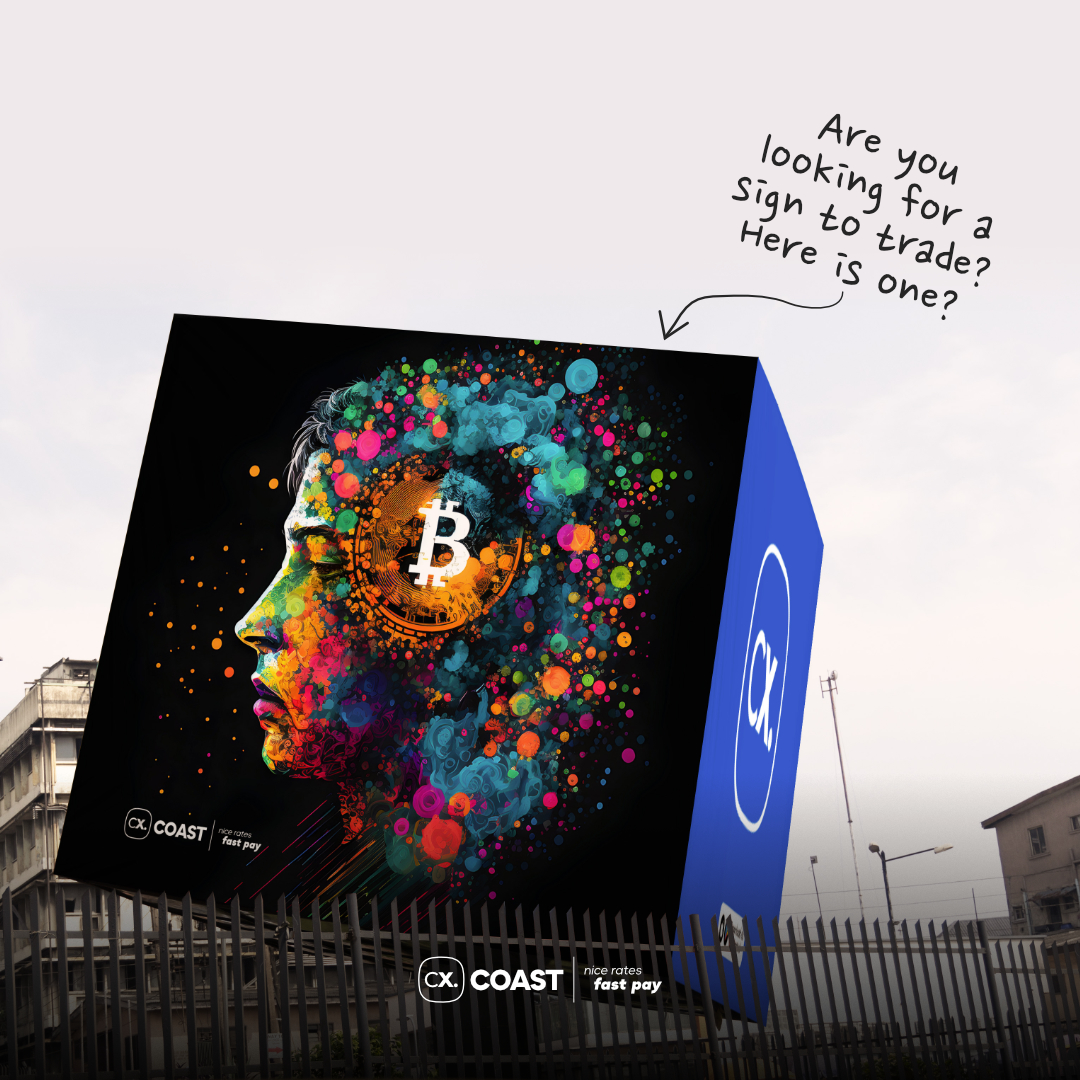 Are you
looking for a
sign to trade?
Here is one?
B
CX.
CX. COAST nice rates
fast pay
CX. COAST nice rates
fast pay